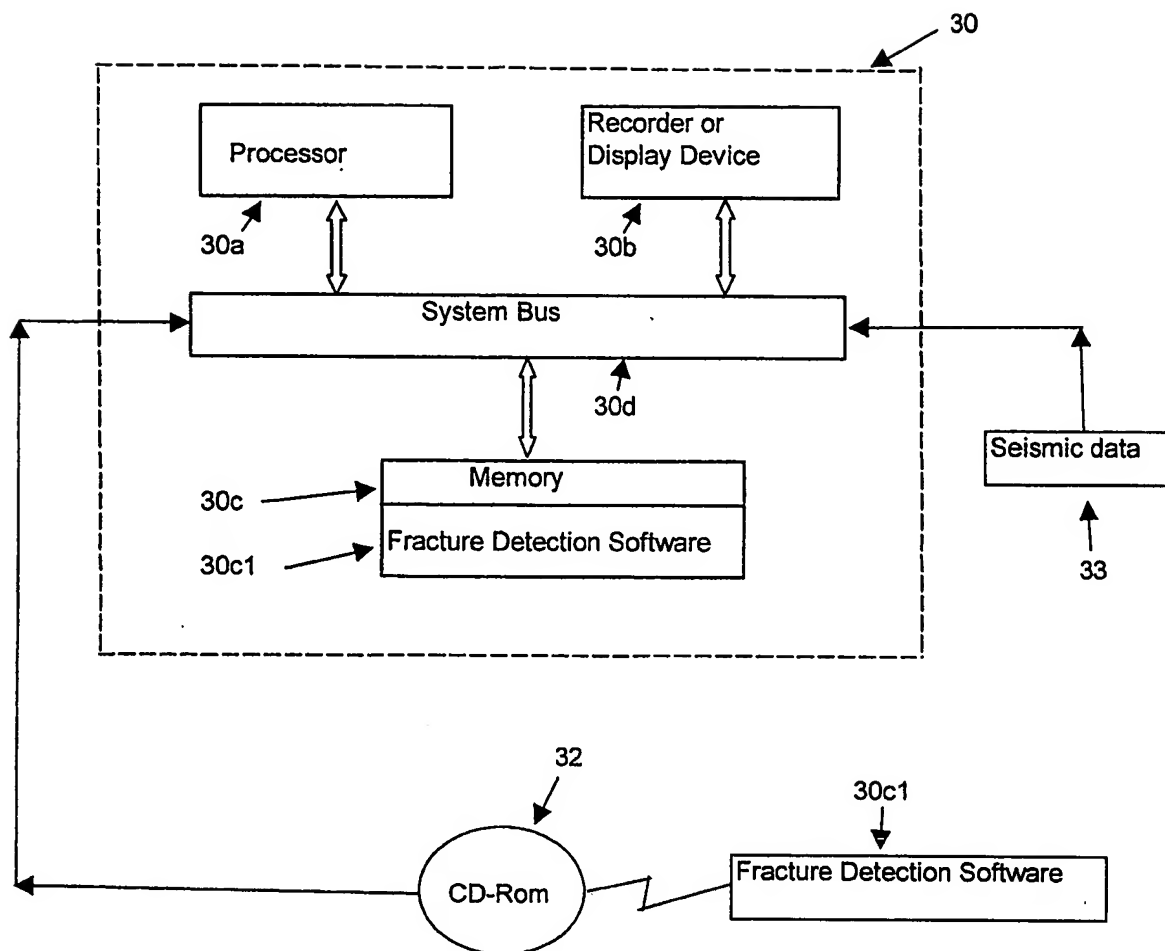 30
Processor
Recorder or
Display Device
30a
30b
System Bus
30d
Seismic data
33
Memory
30c
Fracture Detection Software
30c1
32
30c1
CD-Rom
Fracture Detection Software